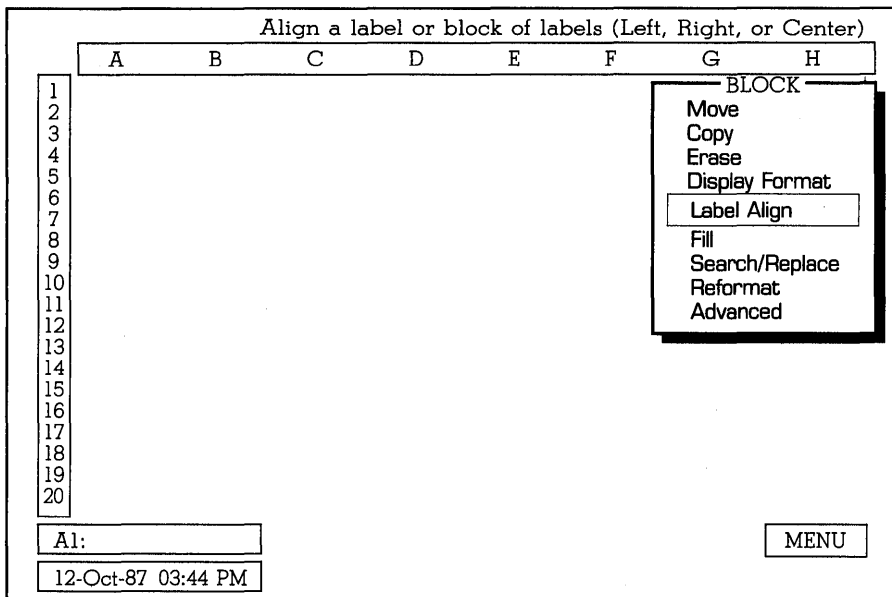 Align a label or block of labels (Left, Right, or Center)
A B C D E F G H
BLOCK
1
2
3
4
5
6
7
8
9
10
11
12
13
14
15
16
17
18
19
20
Move
Copy
Erase
Display Format
Label Align
Fill
Search/Replace
Reformat
Advanced
A1:
MENU
12-Oct-87 03:44 PM